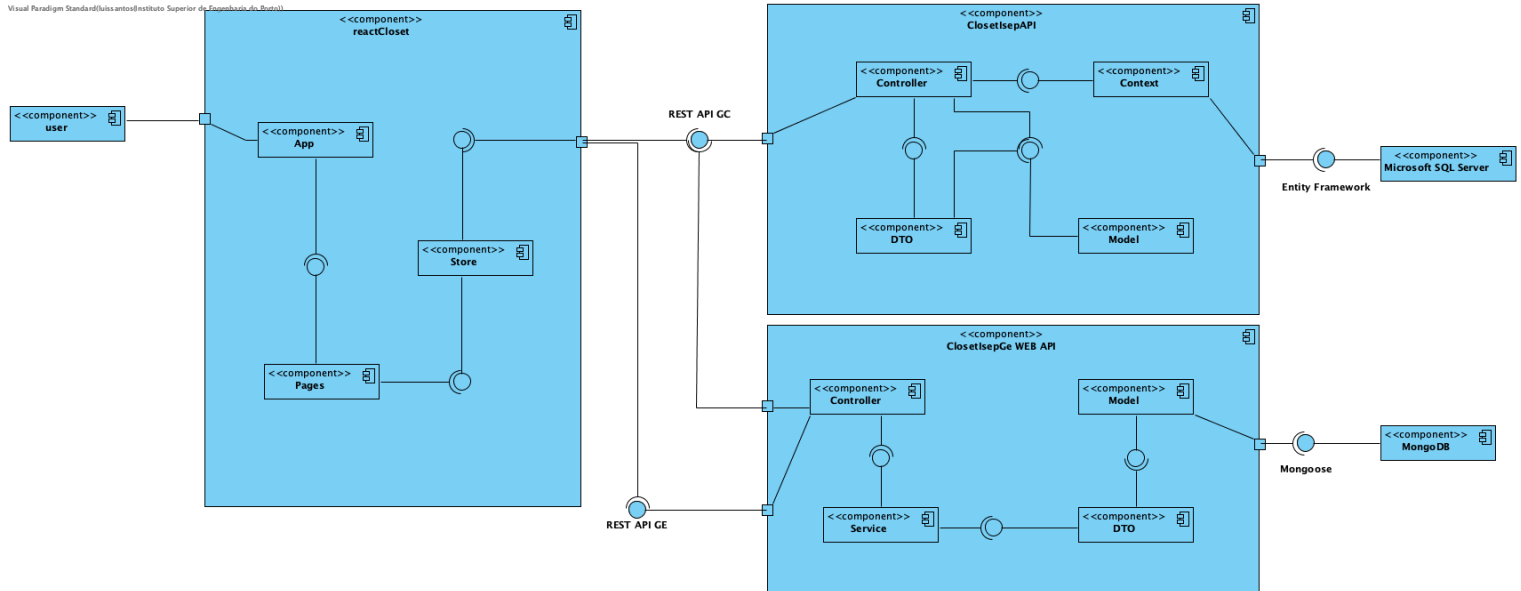 Visual Paradigm Standard(luissantos(Instituto Superior de Engenharia do Porto))
<<component>>
reactCloset
<<component>>
user
<<component>>
App
<<component>>
Store
<<component>>
Pages
REST API GC
REST API GE
<<component>>
ClosetIsepAPI
<<component>>
Controller
<<component>>
Context
<<component>>
DTO
<<component>>
Model
<<component>>
Microsoft SQL Server
Entity Framework
<<component>>
ClosetIsepGe WEB API
<<component>>
Controller
<<component>>
Model
<<component>>
Service
<<component>>
DTO
<<component>>
MongoDB
Mongoose